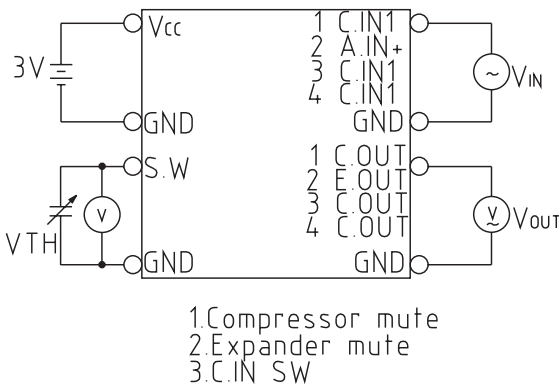 Vcc
3V
GND
S.W
V
VTH
GND
1 C.IN1
2 A.IN+
3 C.IN1
4 C.IN1
GND
~
VIN
1 C.OUT
2 E.OUT
3 C.OUT
4 C.OUT
GND
V
~
VOUT
1.Compressor mute
2.Expander mute
3.C.IN SW